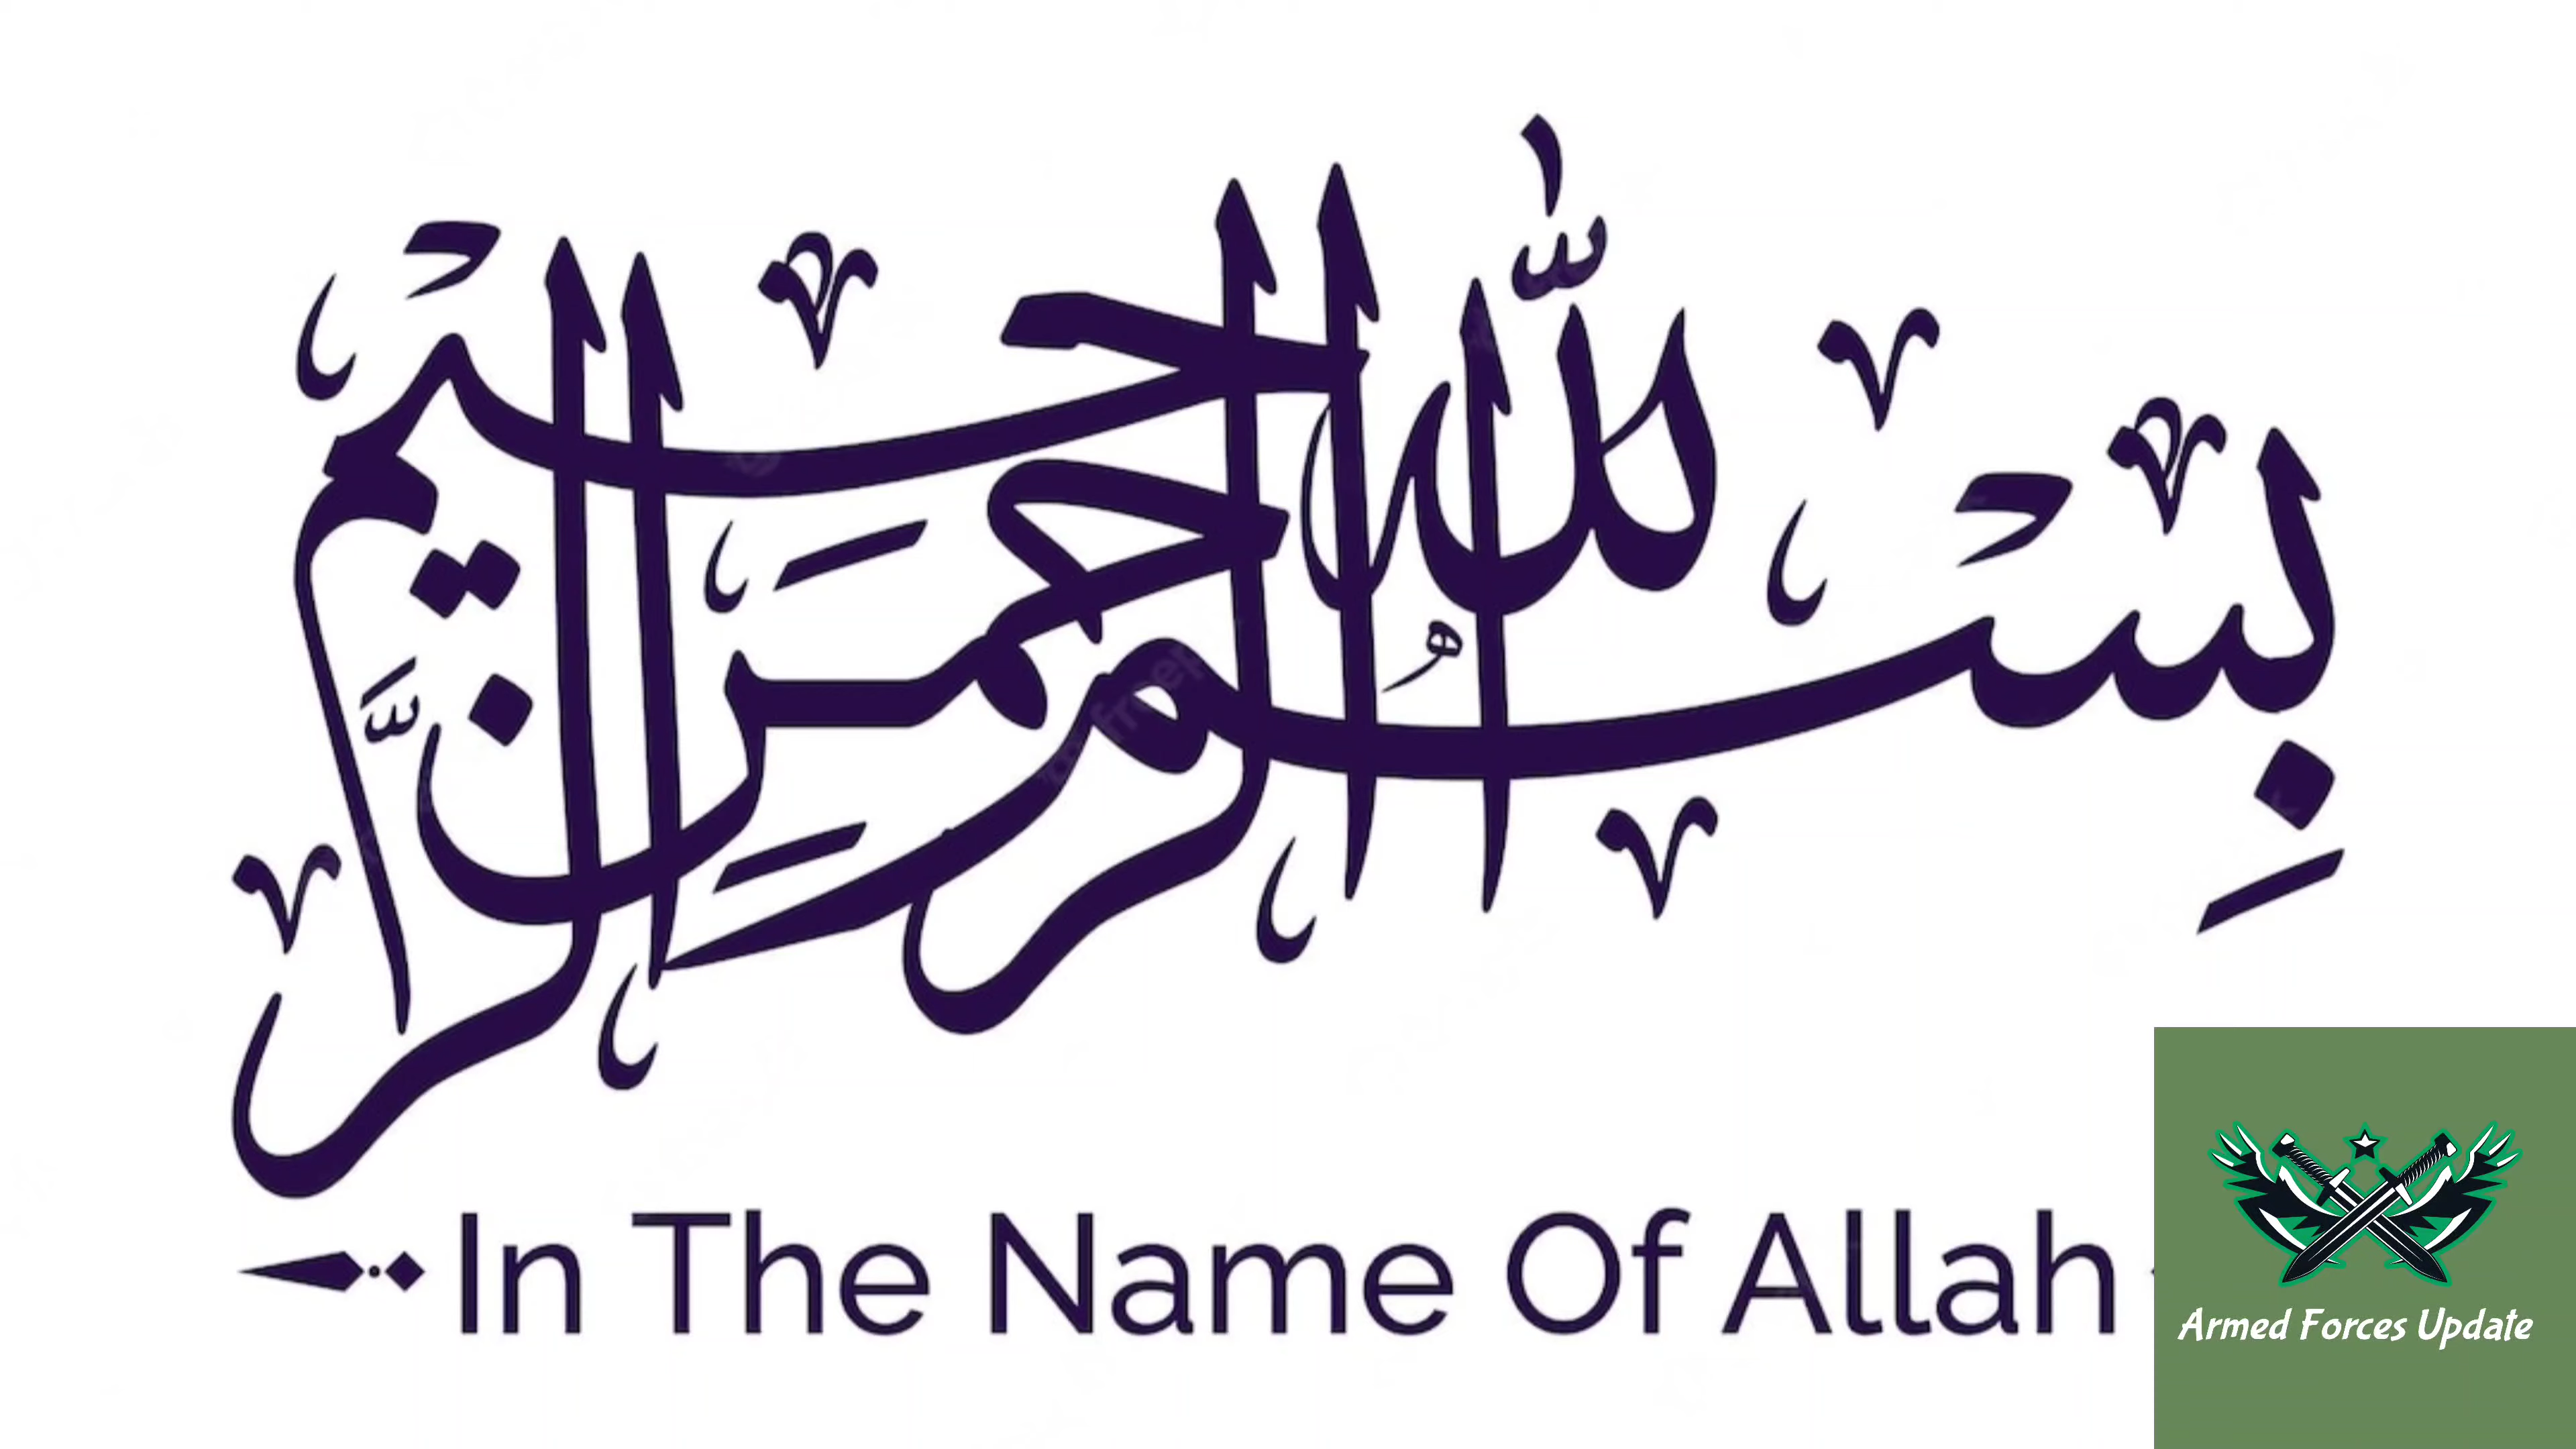 بِسْمِ اللّٰهِ الرَّحْمَنِ الرَّحِيمِ
In The Name Of Allah
Armed Forces Update